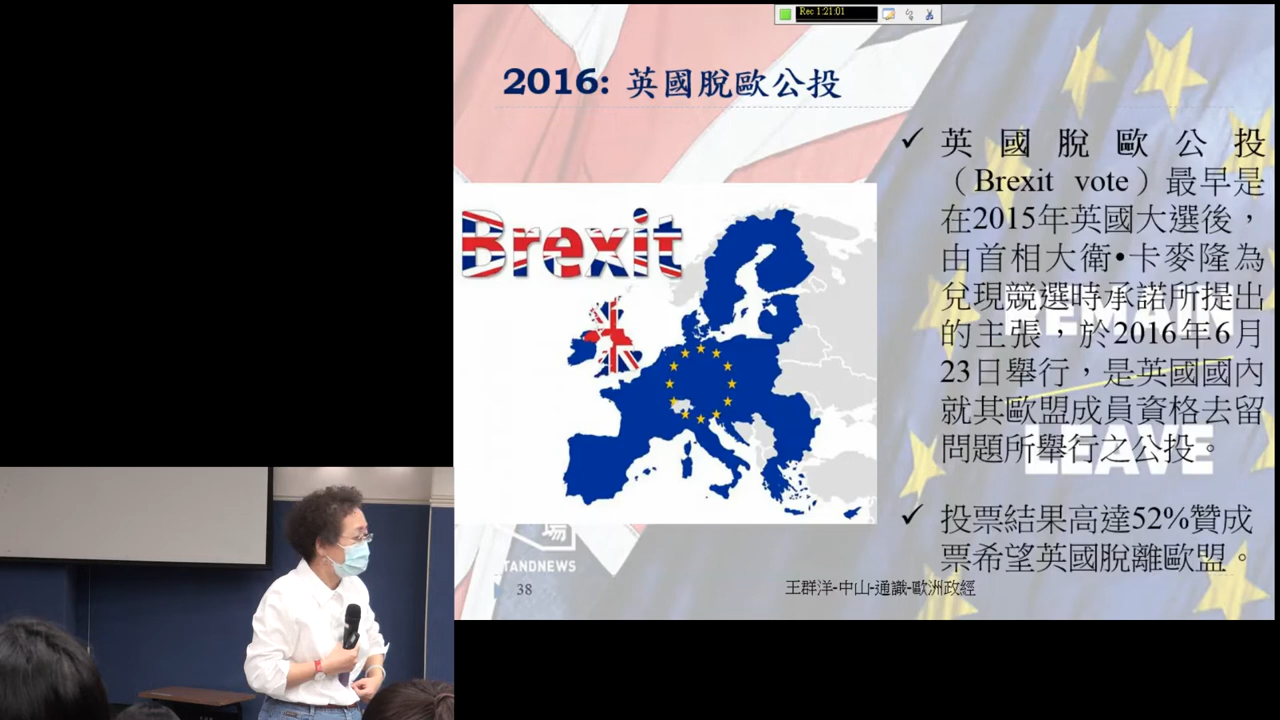 Rec 1:21:01
2016: 英國脫歐公投
Brexit
英國脫歐公投
（Brexit vote）最早是
在2015年英國大選後，
由首相大衛•卡麥隆為
兌現競選時承諾所提出
的主張，於2016年6月
23日舉行，是英國國內
就其歐盟成員資格去留
問題所舉行之公投。
投票結果高達52%贊成
票希望英國脫離歐盟。
REMAIN
LEAVE
場
TANDNEWS
38
王群洋-中山-通識-歐洲政經